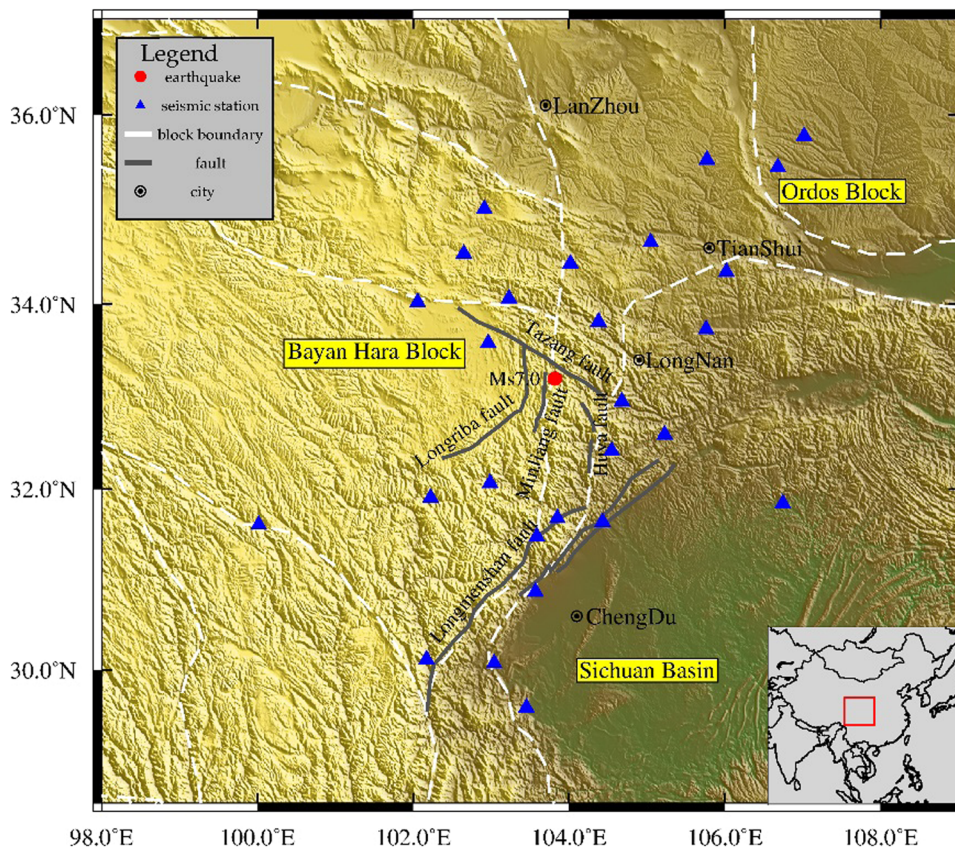 Legend
earthquake
seismic station
block boundary
fault
city
36.0°N
34.0°N
32.0°N
30.0°N
LanZhou
Ordos Block
TianShui
Bayan Hara Block
Tazang fault
LongNan
Ms7.0
Longriba fault
Minjiang fault
Huya fault
Longmenshan fault
ChengDu
Sichuan Basin
98.0°E
100.0°E
102.0°E
104.0°E
106.0°E
108.0°E